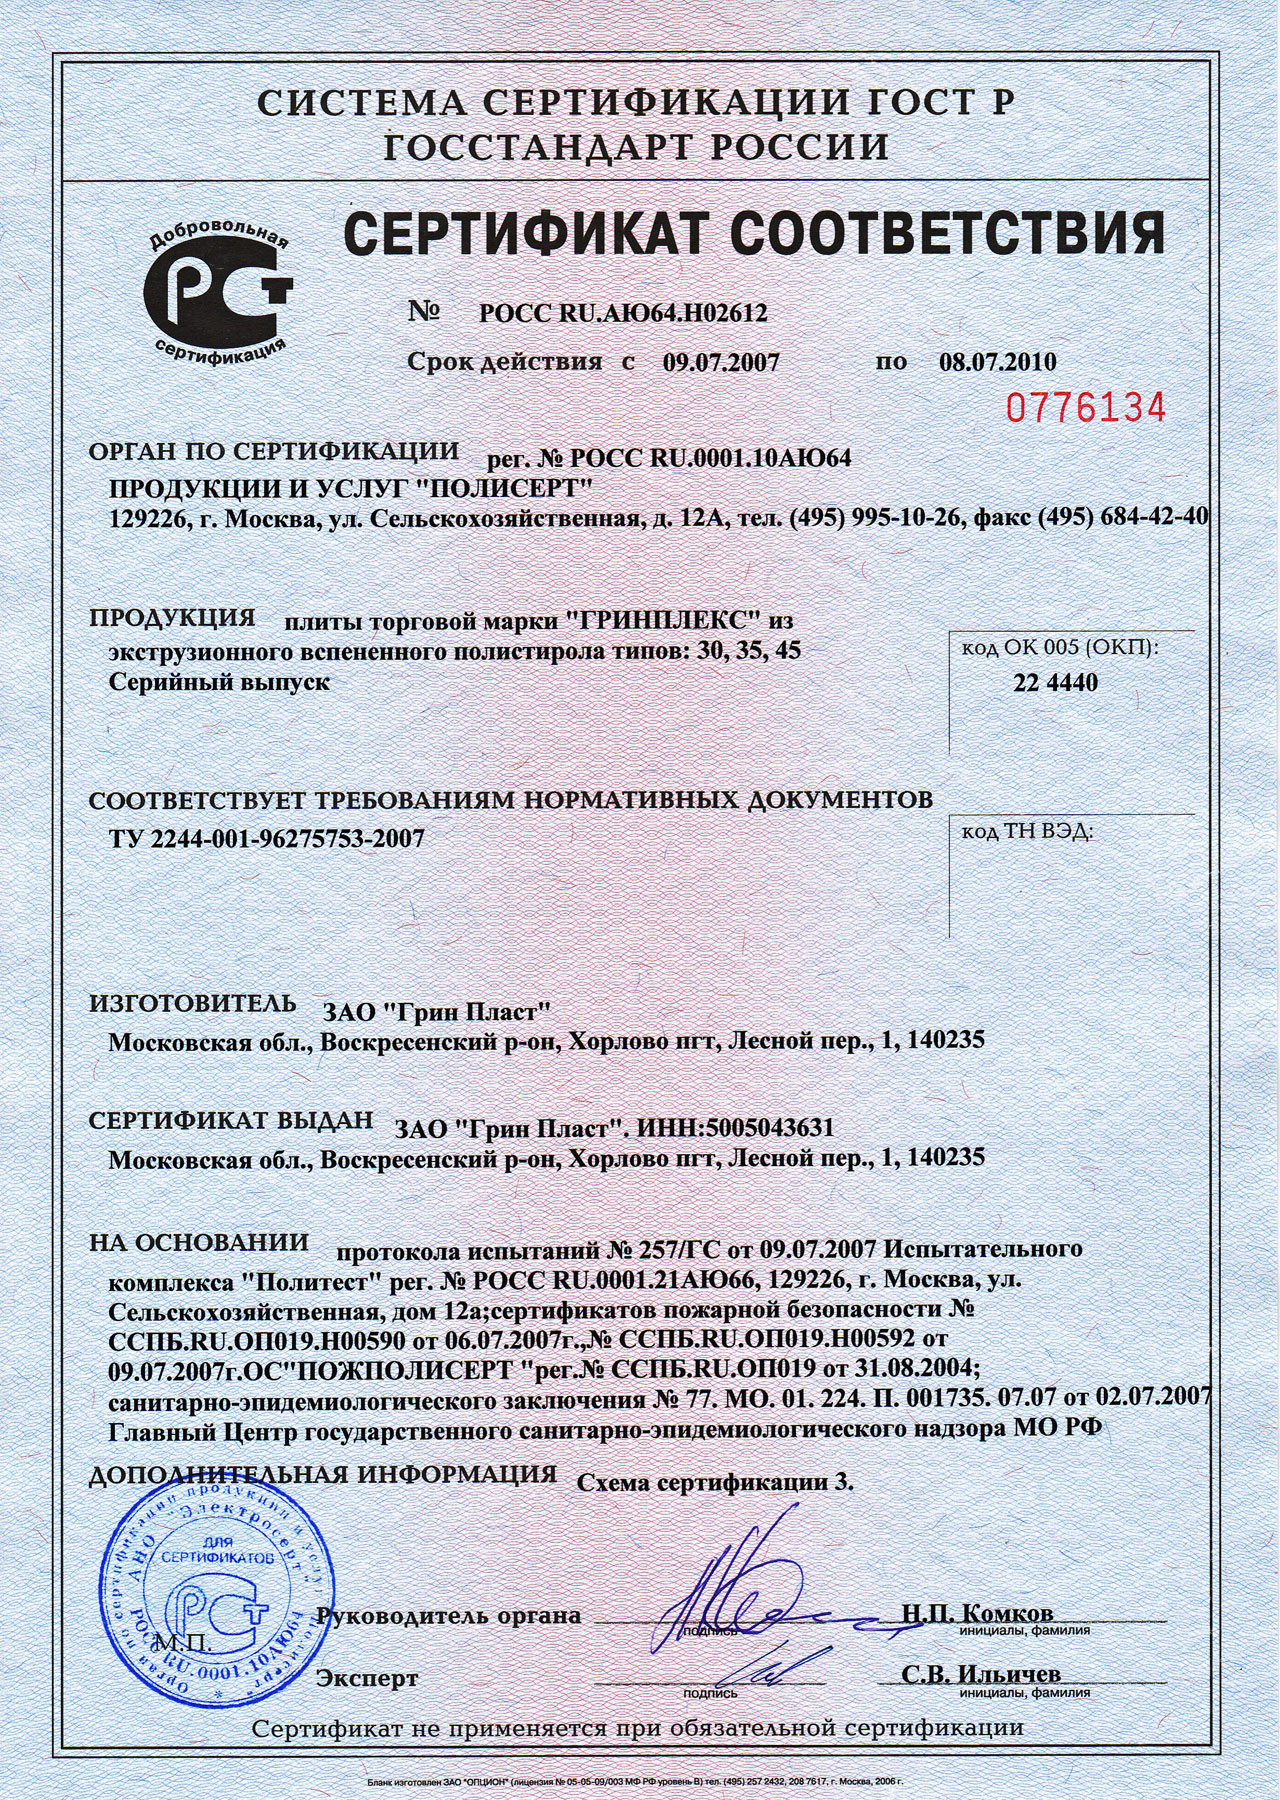 СИСТЕМА СЕРТИФИКАЦИИ ГОСТ Р
ГОССТАНДАРТ РОССИИ
Добровольная
РСТ
сертификация
СЕРТИФИКАТ СООТВЕТСТВИЯ
№ РОСС RU.АЮ64.Н02612
Срок действия с 09.07.2007 по 08.07.2010
0776134
ОРГАН ПО СЕРТИФИКАЦИИ рег. № РОСС RU.0001.10АЮ64
ПРОДУКЦИИ И УСЛУГ "ПОЛИСЕРТ"
129226, г. Москва, ул. Сельскохозяйственная, д. 12А, тел. (495) 995-10-26, факс (495) 684-42-40
ПРОДУКЦИЯ плиты торговой марки "ГРИНПЛЕКС" из
экструзионного вспененного полистирола типов: 30, 35, 45
Серийный выпуск
код ОК 005 (ОКП):
22 4440
СООТВЕТСТВУЕТ ТРЕБОВАНИЯМ НОРМАТИВНЫХ ДОКУМЕНТОВ
ТУ 2244-001-96275753-2007
код ТН ВЭД:
ИЗГОТОВИТЕЛЬ ЗАО "Грин Пласт"
Московская обл., Воскресенский р-он, Хорлово пгт, Лесной пер., 1, 140235
СЕРТИФИКАТ ВЫДАН ЗАО "Грин Пласт". ИНН:5005043631
Московская обл., Воскресенский р-он, Хорлово пгт, Лесной пер., 1, 140235
НА ОСНОВАНИИ протокола испытаний № 257/ГС от 09.07.2007 Испытательного
комплекса "Политест" рег. № РОСС RU.0001.21АЮ66, 129226, г. Москва, ул.
Сельскохозяйственная, дом 12а;сертификатов пожарной безопасности №
ССПБ.RU.ОП019.Н00590 от 06.07.2007г.,№ ССПБ.RU.ОП019.Н00592 от
09.07.2007г.ОС"ПОЖПОЛИСЕРТ "рег.№ ССПБ.RU.ОП019 от 31.08.2004;
санитарно-эпидемиологического заключения № 77. МО. 01. 224. П. 001735. 07.07 от 02.07.2007
Главный Центр государственного санитарно-эпидемиологического надзора МО РФ
ДОПОЛНИТЕЛЬНАЯ ИНФОРМАЦИЯ Схема сертификации 3.
Орган по сертификации продукции и услуг "Полисерт"
АНО "Электросерт"
ДЛЯ
СЕРТИФИКАТОВ
РСТ
РОСС RU.0001.10АЮ64
М.П.
Руководитель органа Н.П. Комков
подпись инициалы, фамилия
Эксперт С.В. Ильичев
подпись инициалы, фамилия
Сертификат не применяется при обязательной сертификации
Бланк изготовлен ЗАО "ОПЦИОН" (лицензия № 05-05-09/003 МФ РФ уровень В) тел. (495) 257 2432, 208 7617, г. Москва, 2006 г.